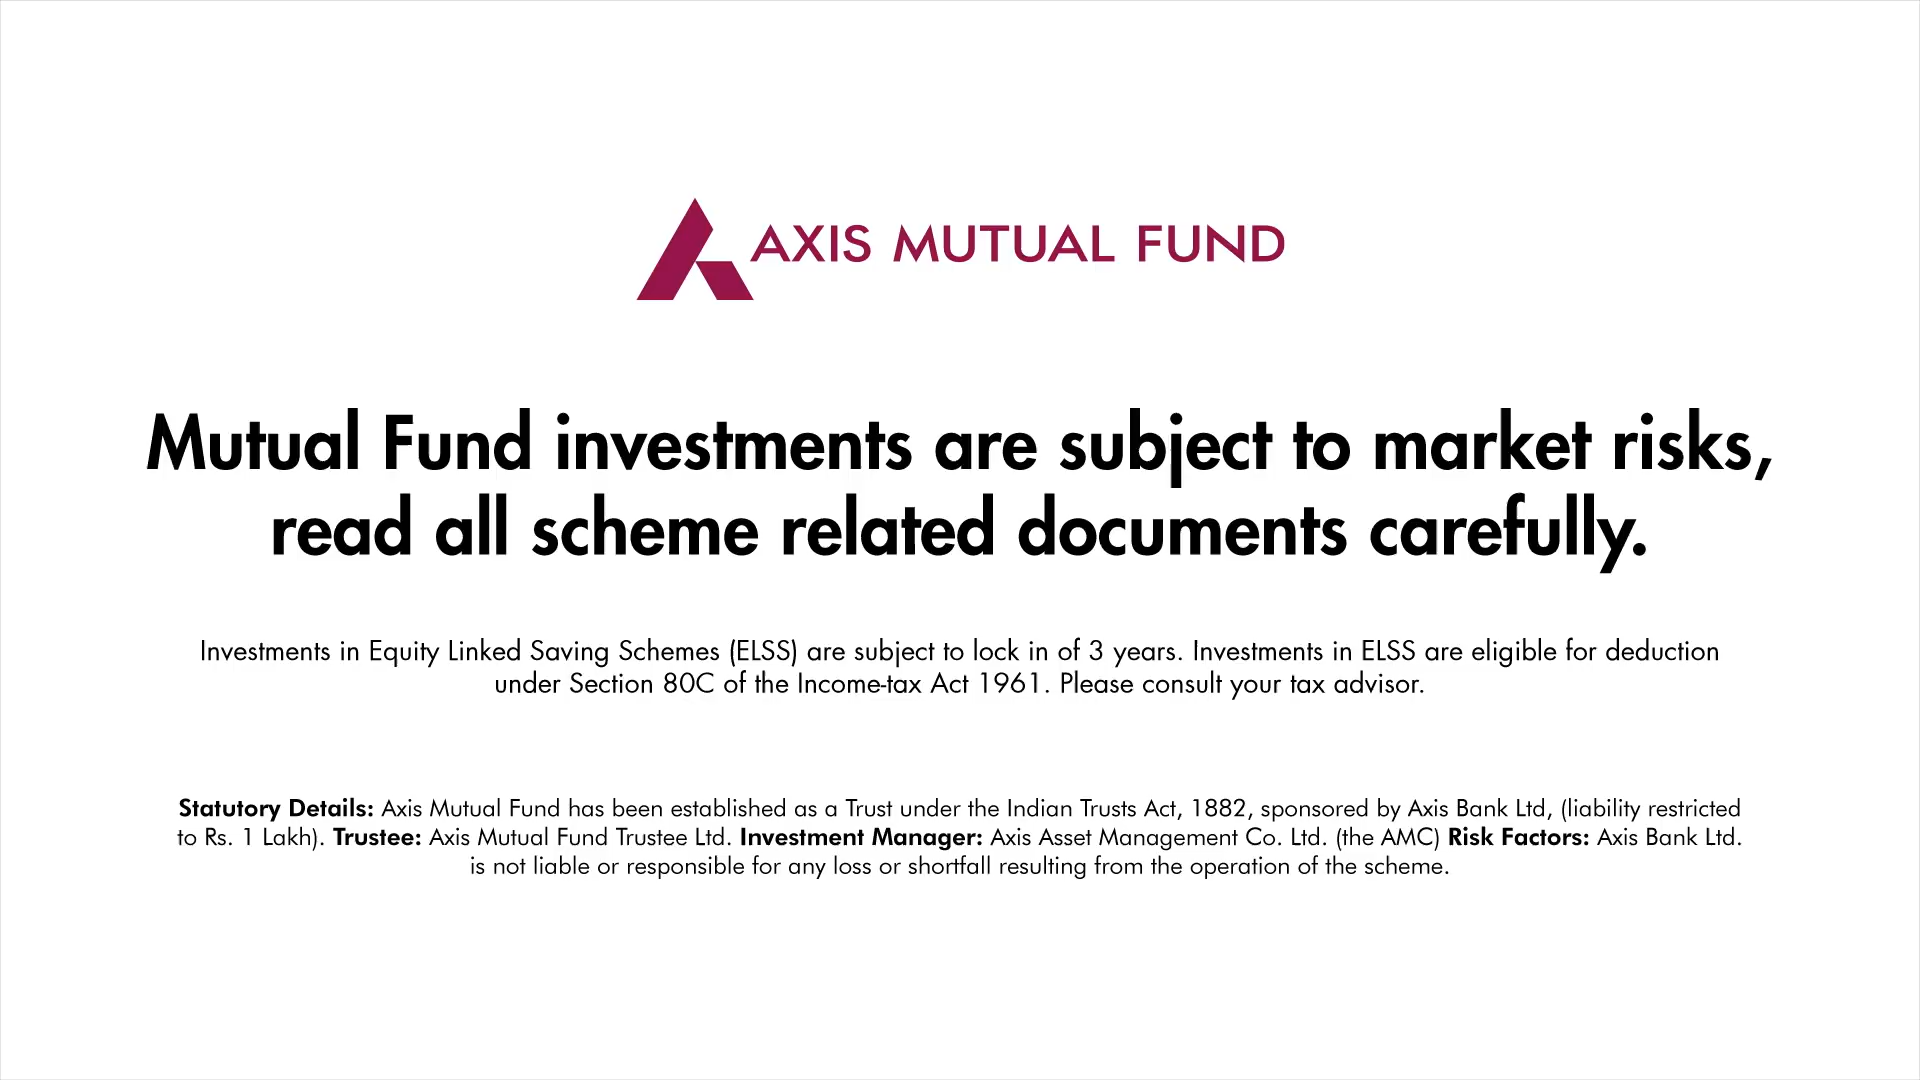 AXIS MUTUAL FUND
Mutual Fund investments are subject to market risks,
read all scheme related documents carefully.
Investments in Equity Linked Saving Schemes (ELSS) are subject to lock in of 3 years. Investments in ELSS are eligible for deduction
under Section 80C of the Income-tax Act 1961. Please consult your tax advisor.
Statutory Details: Axis Mutual Fund has been established as a Trust under the Indian Trusts Act, 1882, sponsored by Axis Bank Ltd, (liability restricted
to Rs. 1 Lakh). Trustee: Axis Mutual Fund Trustee Ltd. Investment Manager: Axis Asset Management Co. Ltd. (the AMC) Risk Factors: Axis Bank Ltd.
is not liable or responsible for any loss or shortfall resulting from the operation of the scheme.